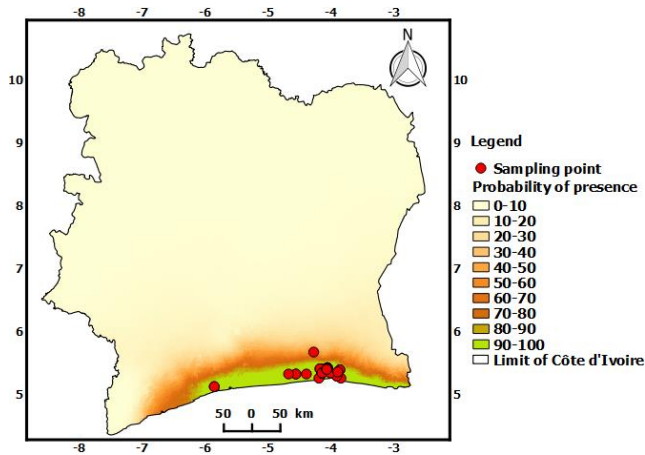 -8 -7 -6 -5 -4 -3
N
10 10
9 9
8 8
7 7
6 6
5 5
Legend
Sampling point
Probability of presence
0-10
10-20
20-30
30-40
40-50
50-60
60-70
70-80
80-90
90-100
Limit of Côte d'Ivoire
50 0 50 km
-8 -7 -6 -5 -4 -3